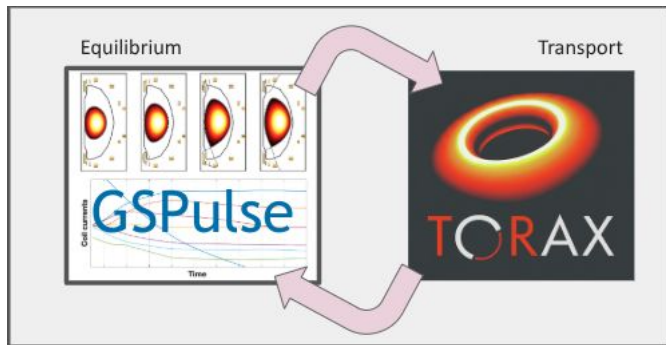 Equilibrium
Transport
GSPulse
Coil currents
Time
TORAX